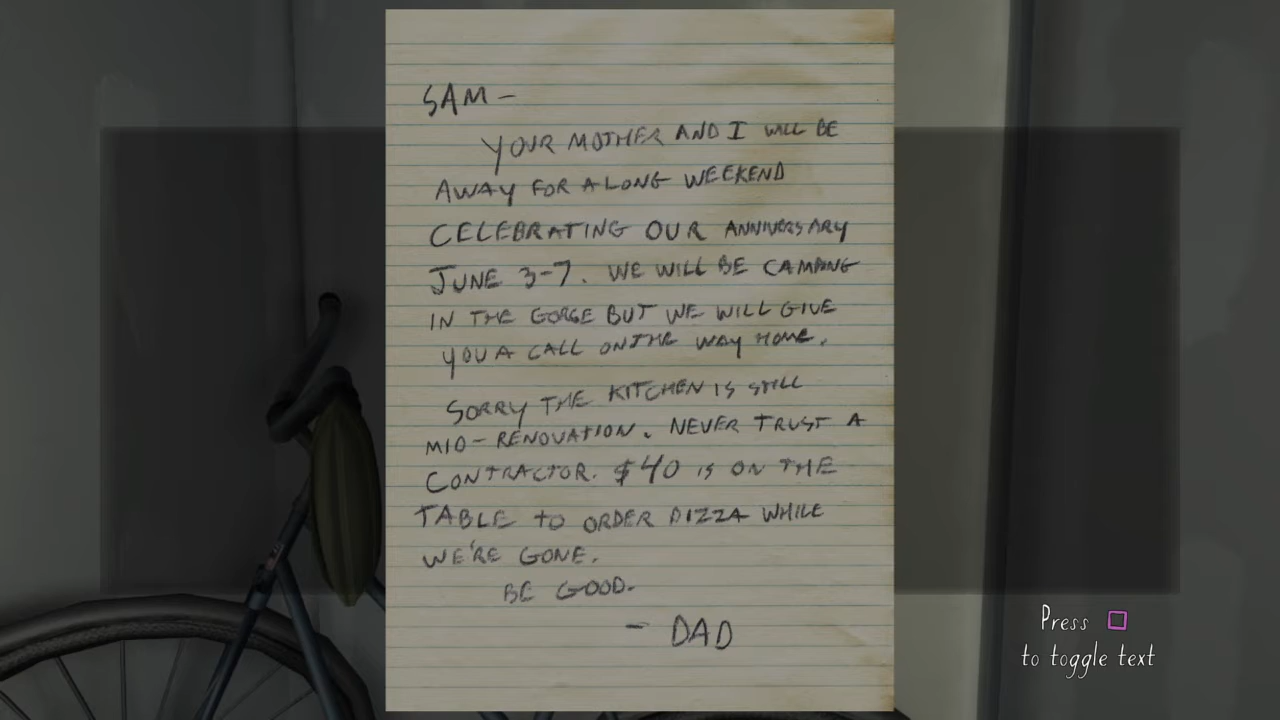 SAM -
YOUR MOTHER AND I WILL BE
AWAY FOR A LONG WEEKEND
CELEBRATING OUR ANNIVERSARY
JUNE 3-7. WE WILL BE CAMPING
IN THE GORGE BUT WE WILL GIVE
YOU A CALL ON THE WAY HOME.
SORRY THE KITCHEN IS STILL
MID-RENOVATION. NEVER TRUST A
CONTRACTOR. $40 IS ON THE
TABLE TO ORDER PIZZA WHILE
WE'RE GONE.
BE GOOD.
- DAD
Press □
to toggle text